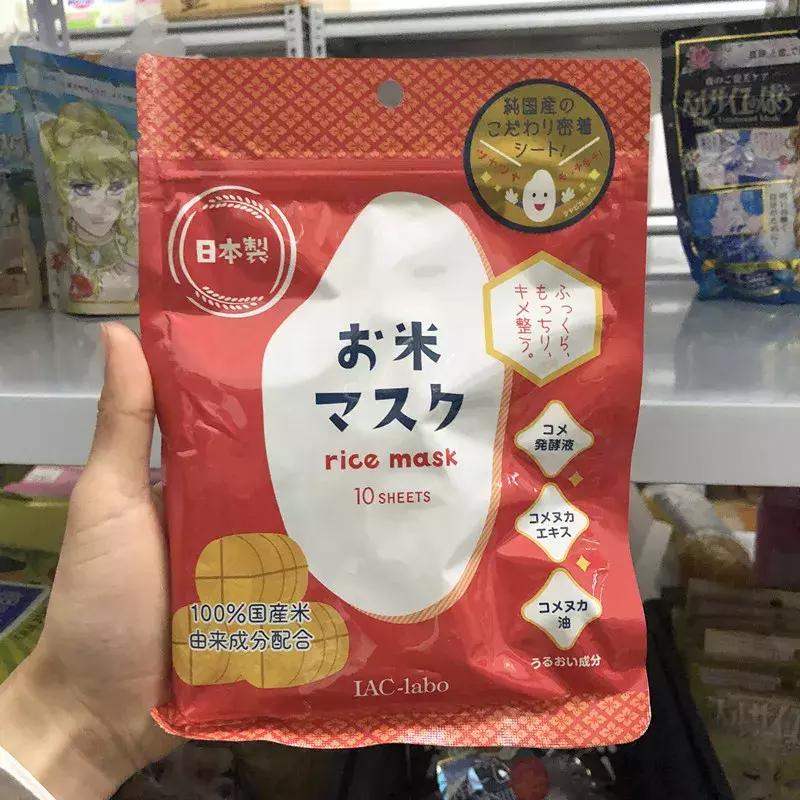 純国産の
こだわり密着
シート!
日本製
ふっくら、
もっちり、
キメ整う。
お米
マスク
rice mask
10 SHEETS
コメ
発酵液
コメヌカ
エキス
コメヌカ
油
うるおい成分
100%国産米
由来成分配合
IAC-labo